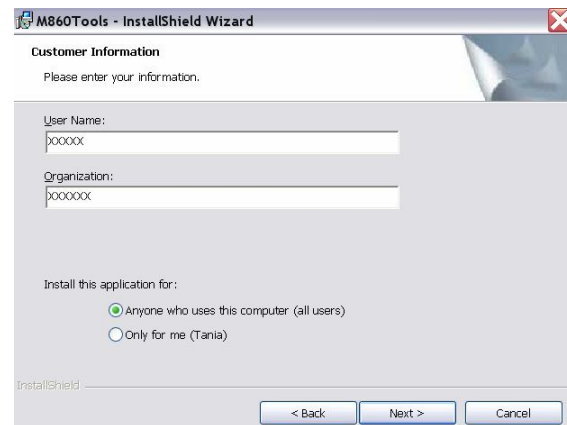 M860Tools - InstallShield Wizard
Customer Information
Please enter your information.
User Name:
xxxxx
Organization:
xxxxxx
Install this application for:
Anyone who uses this computer (all users)
Only for me (Tania)
InstallShield
< Back Next > Cancel